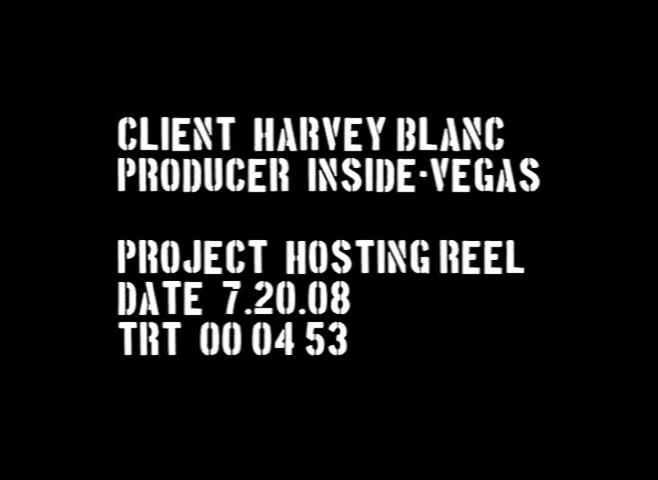 CLIENT HARVEY BLANC
PRODUCER INSIDE-VEGAS
PROJECT HOSTING REEL
DATE 7.20.08
TRT 00 04 53